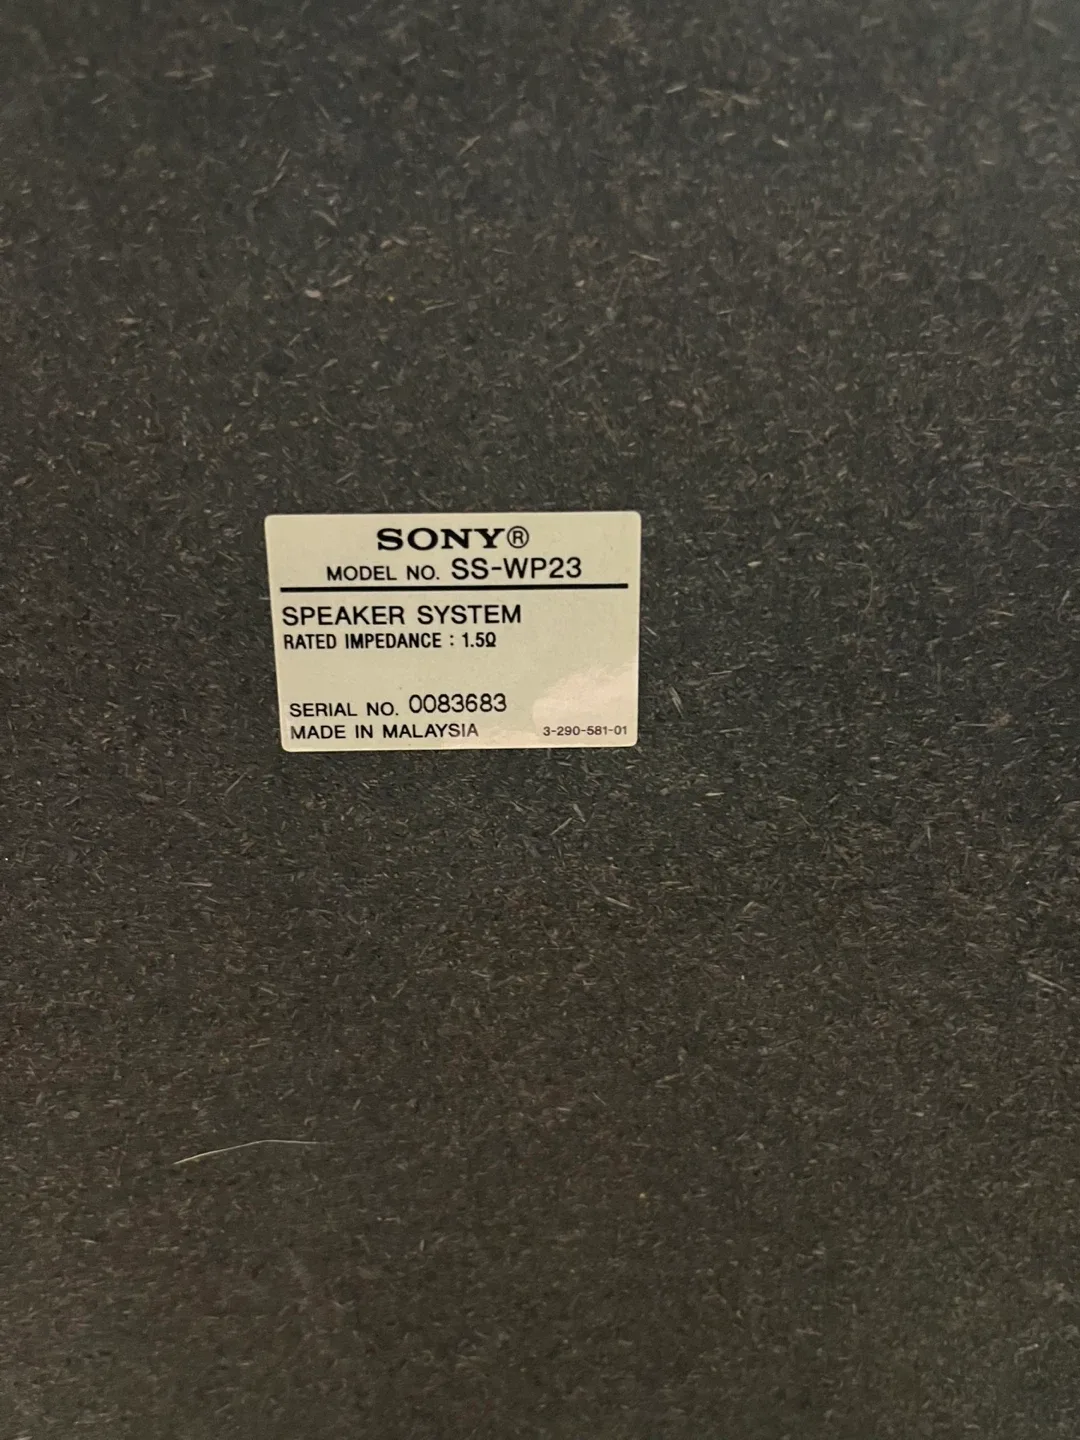 SONY®
MODEL NO. SS-WP23
SPEAKER SYSTEM
RATED IMPEDANCE : 1.5Ω
SERIAL NO. 0083683
MADE IN MALAYSIA 3-290-581-01